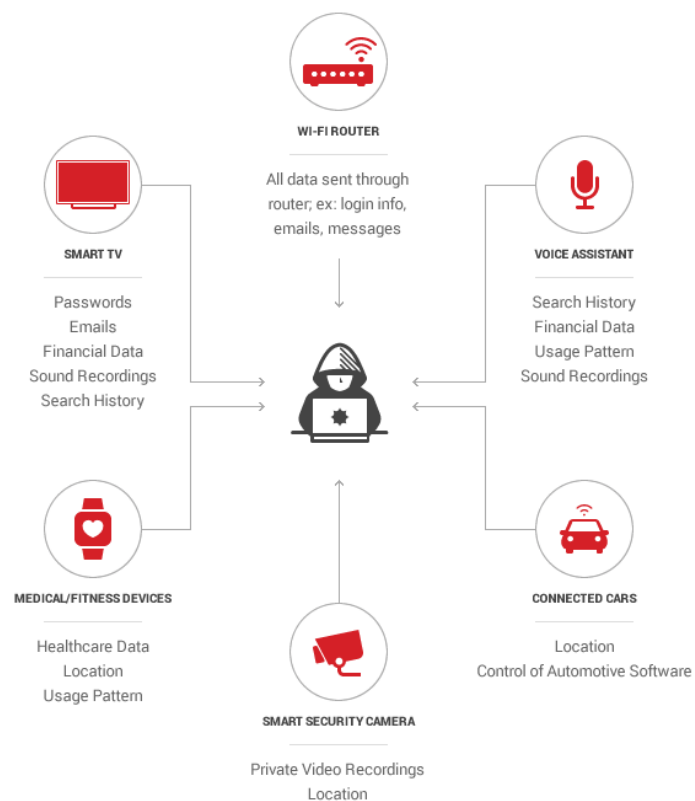 WI-FI ROUTER
All data sent through
router; ex: login info,
emails, messages
SMART TV
Passwords
Emails
Financial Data
Sound Recordings
Search History
VOICE ASSISTANT
Search History
Financial Data
Usage Pattern
Sound Recordings
MEDICAL/FITNESS DEVICES
Healthcare Data
Location
Usage Pattern
SMART SECURITY CAMERA
Private Video Recordings
Location
CONNECTED CARS
Location
Control of Automotive Software